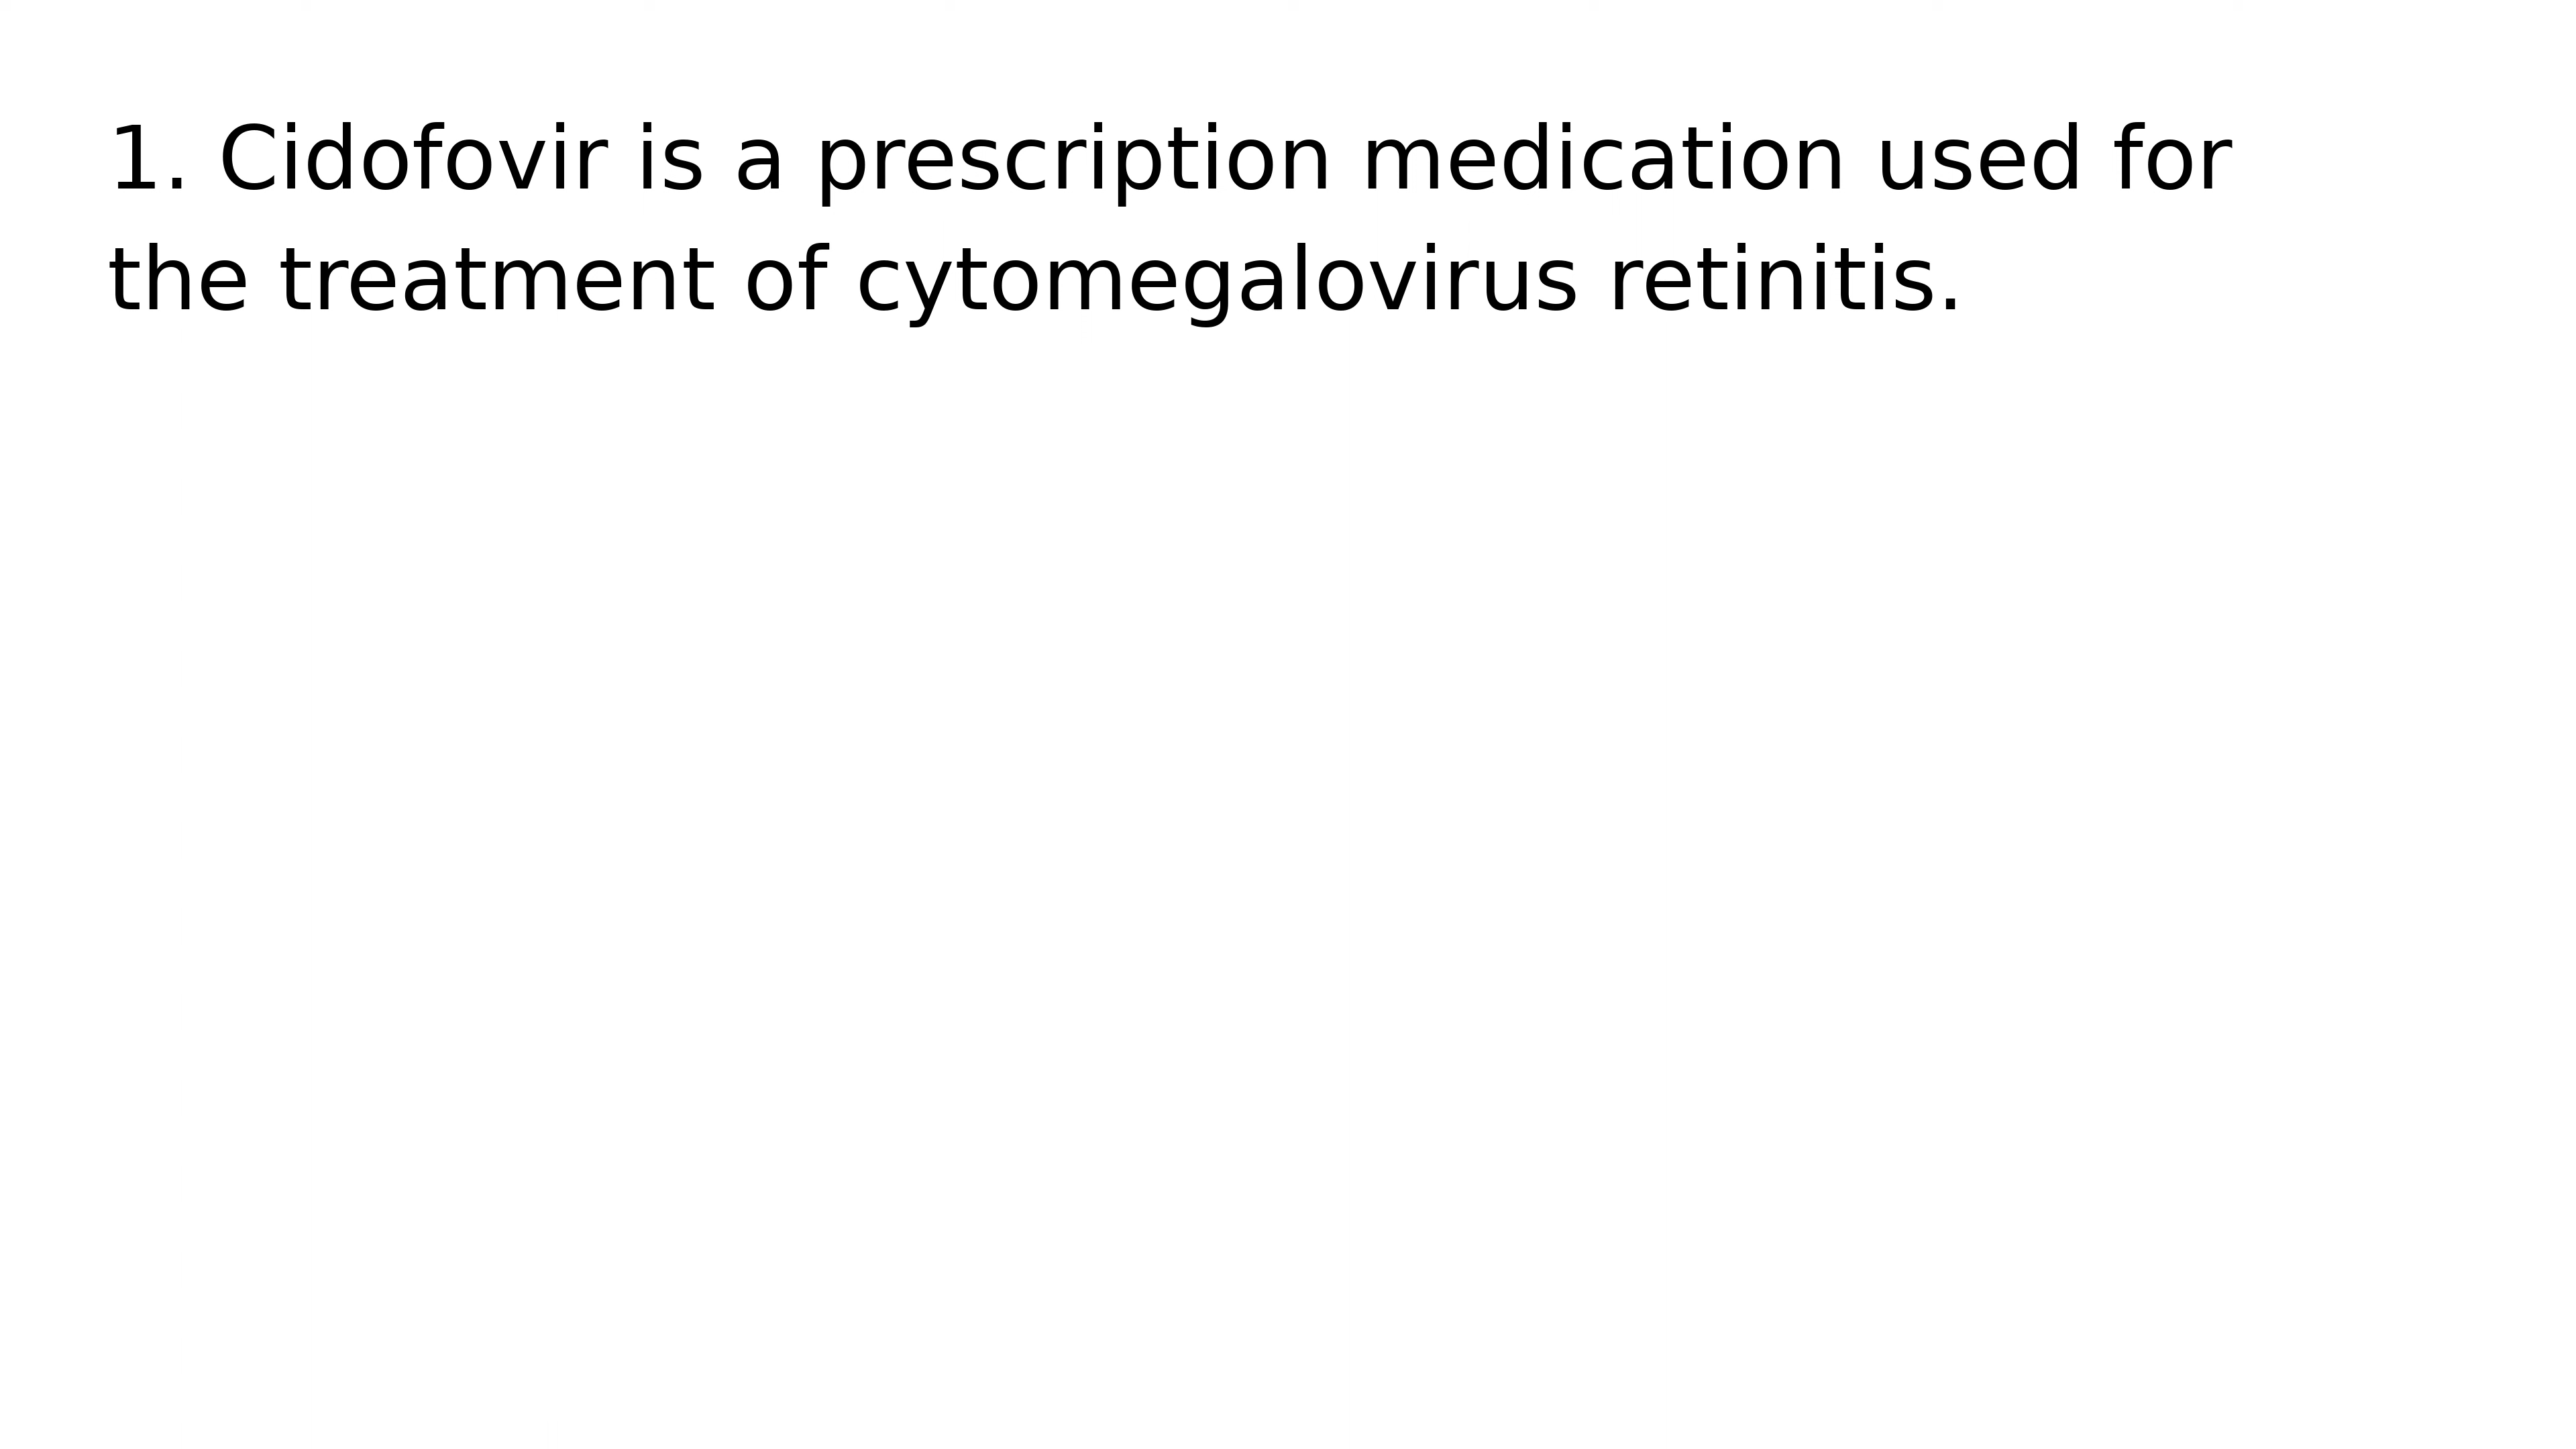 1. Cidofovir is a prescription medication used for
the treatment of cytomegalovirus retinitis.